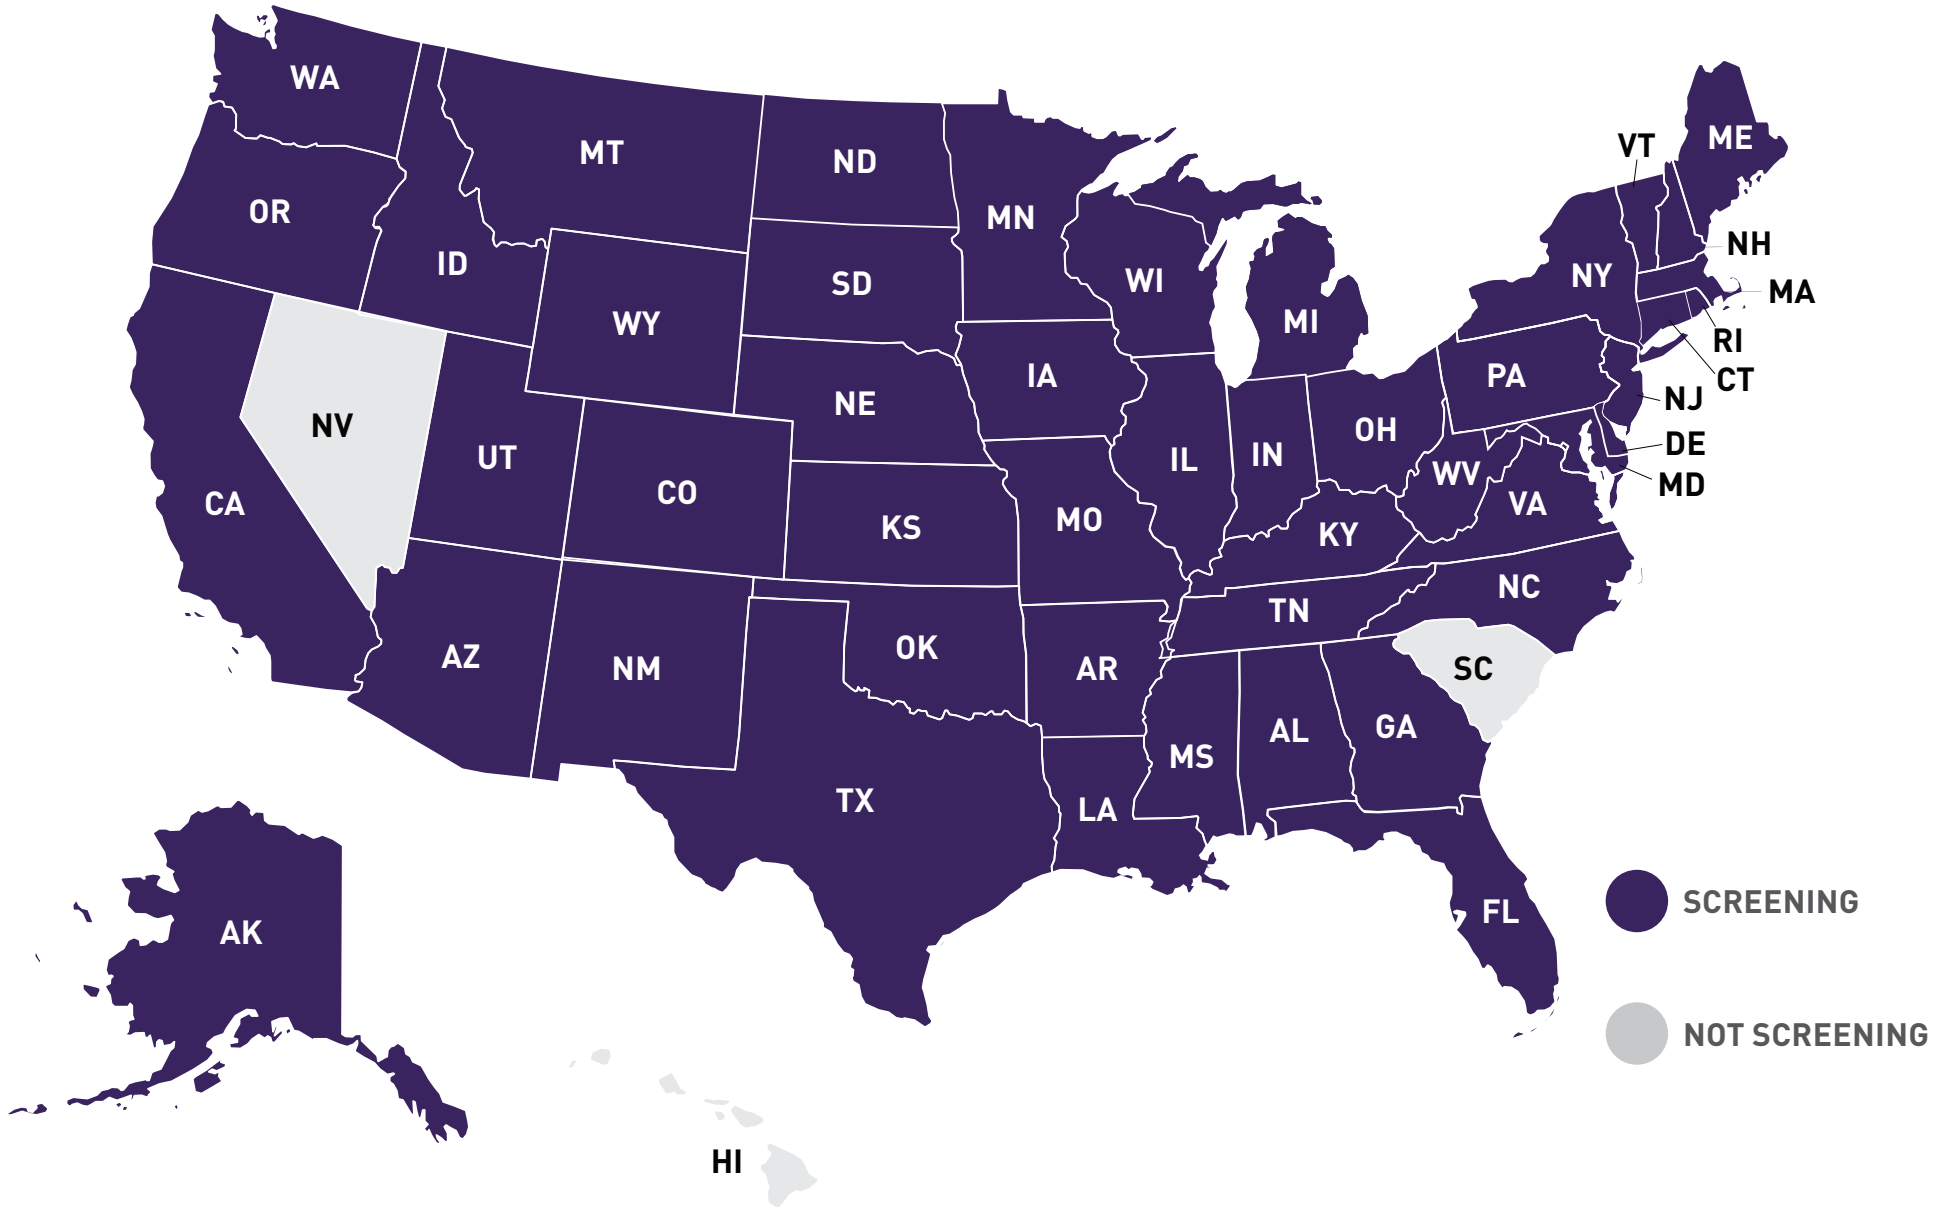 WA
MT
ND
MN
VT
ME
OR
ID
SD
WI
NY
NH
MA
WY
MI
RI
IA
PA
CT
NE
NJ
NV
OH
UT
IL
IN
DE
WV
CO
MD
CA
KS
MO
VA
KY
NC
TN
OK
AZ
NM
AR
SC
MS
AL
GA
TX
LA
SCREENING
FL
AK
NOT SCREENING
HI